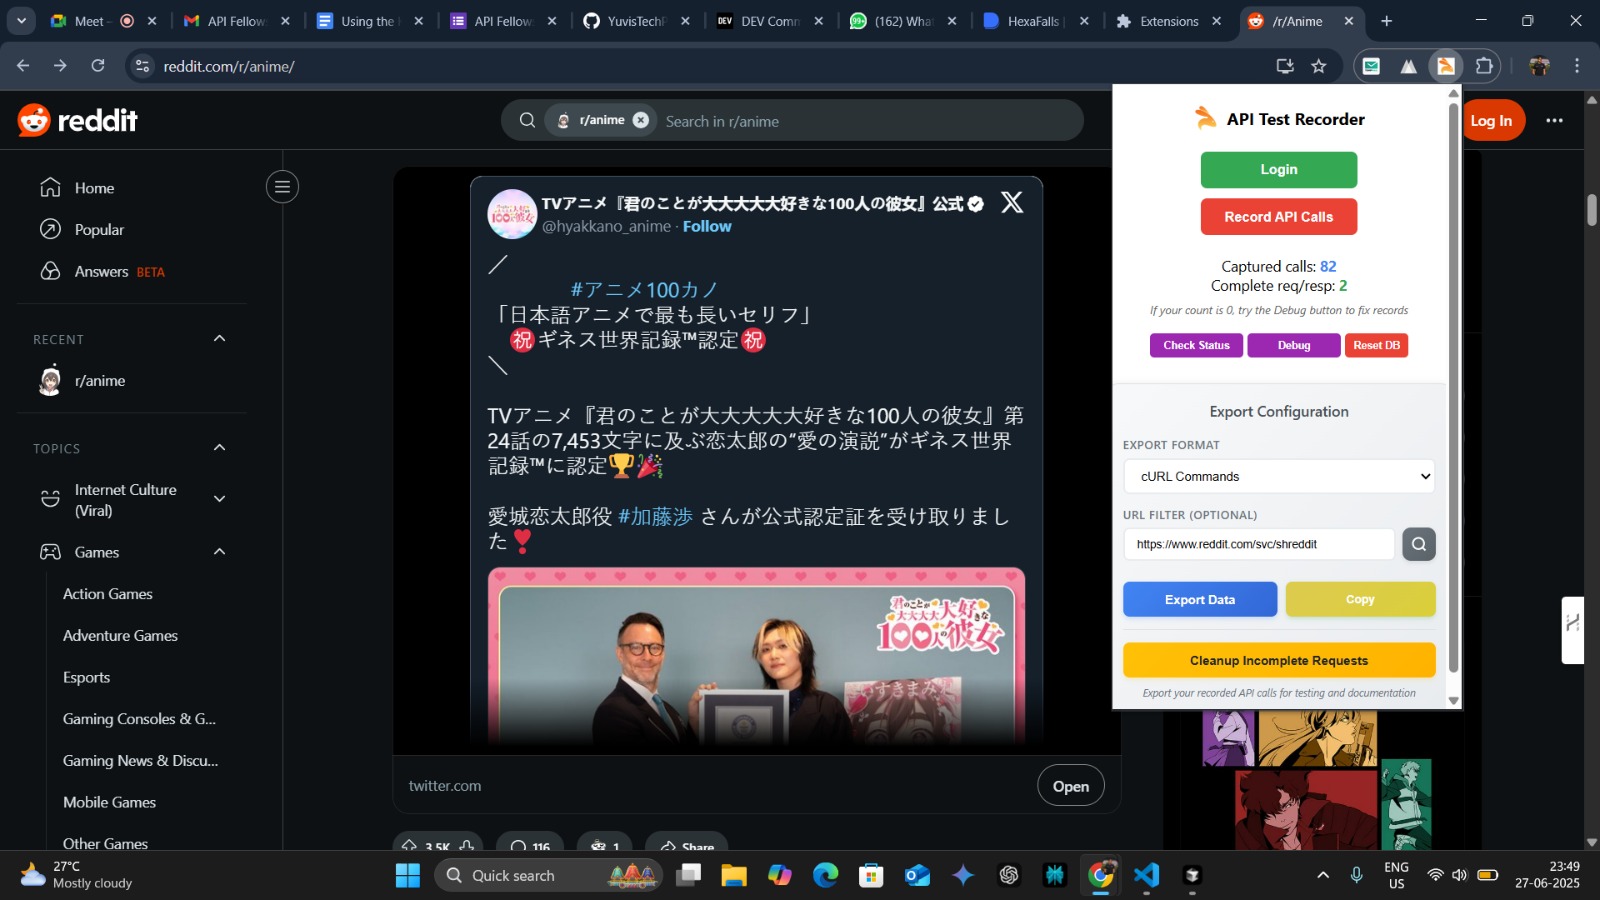 Meet -
API Fellow
Using the
API Fellow
YuvisTechP
DEV Comm
(162) What
HexaFalls |
Extensions
/r/Anime
reddit.com/r/anime/
reddit
r/anime
Search in r/anime
Log In
Home
Popular
Answers BETA
RECENT
r/anime
TOPICS
Internet Culture
(Viral)
Games
Action Games
Adventure Games
Esports
Gaming Consoles & G...
Gaming News & Discu...
Mobile Games
Other Games
TVアニメ『君のことが大大大大大好きな100人の彼女』公式
@hyakkano_anime · Follow
／
#アニメ100カノ
「日本語アニメで最も長いセリフ」
㊗ギネス世界記録™認定㊗
＼
TVアニメ『君のことが大大大大大好きな100人の彼女』第
24話の7,453文字に及ぶ恋太郎の“愛の演説”がギネス世界
記録™に認定🏆🎉
愛城恋太郎役 #加藤渉 さんが公式認定証を受け取りまし
た❣
君のことが
大大大大大好きな
100人の彼女
twitter.com
Open
3.5K
116
1
Share
API Test Recorder
Login
Record API Calls
Captured calls: 82
Complete req/resp: 2
If your count is 0, try the Debug button to fix records
Check Status
Debug
Reset DB
Export Configuration
EXPORT FORMAT
cURL Commands
URL FILTER (OPTIONAL)
https://www.reddit.com/svc/shreddit
Export Data
Copy
Cleanup Incomplete Requests
Export your recorded API calls for testing and documentation
27°C
Mostly cloudy
Quick search
ENG
US
23:49
27-06-2025